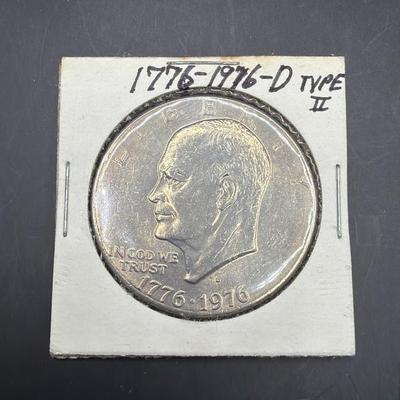 1776-1976-D TYPE
II
LIBERTY
IN GOD WE
TRUST
D
1776·1976